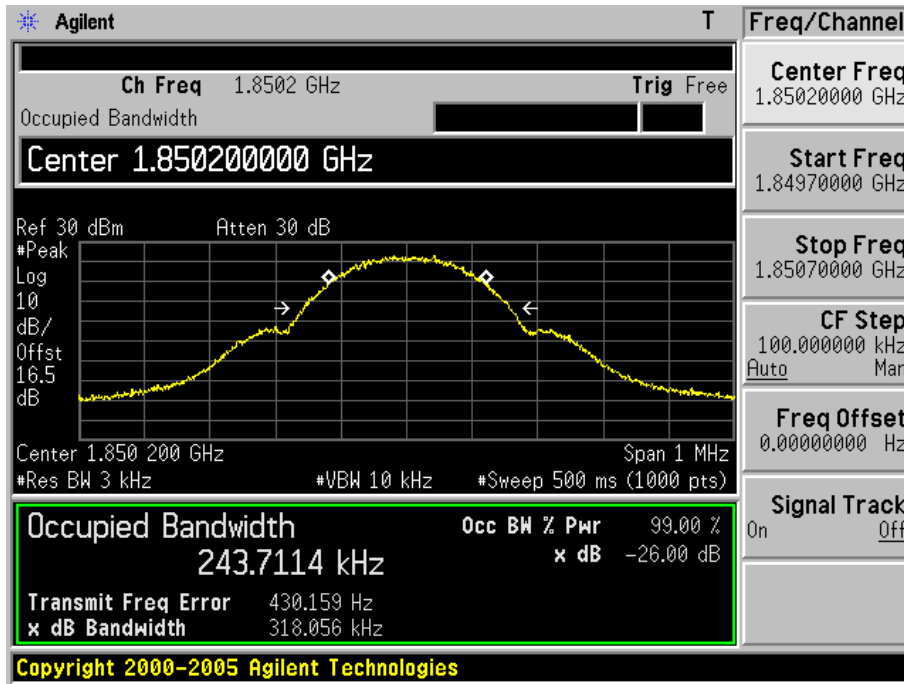 Agilent T
Ch Freq 1.8502 GHz Trig Free
Occupied Bandwidth
Center 1.850200000 GHz
Ref 30 dBm Atten 30 dB
#Peak
Log
10
dB/
Offst
16.5
dB
Center 1.850 200 GHz Span 1 MHz
#Res BW 3 kHz #VBW 10 kHz #Sweep 500 ms (1000 pts)
Occupied Bandwidth
243.7114 kHz
Occ BW % Pwr 99.00 %
x dB -26.00 dB
Transmit Freq Error 430.159 Hz
x dB Bandwidth 318.056 kHz
Copyright 2000-2005 Agilent Technologies
Freq/Channel
Center Freq
1.85020000 GHz
Start Freq
1.84970000 GHz
Stop Freq
1.85070000 GHz
CF Step
100.000000 kHz
Auto Man
Freq Offset
0.00000000 Hz
Signal Track
On Off